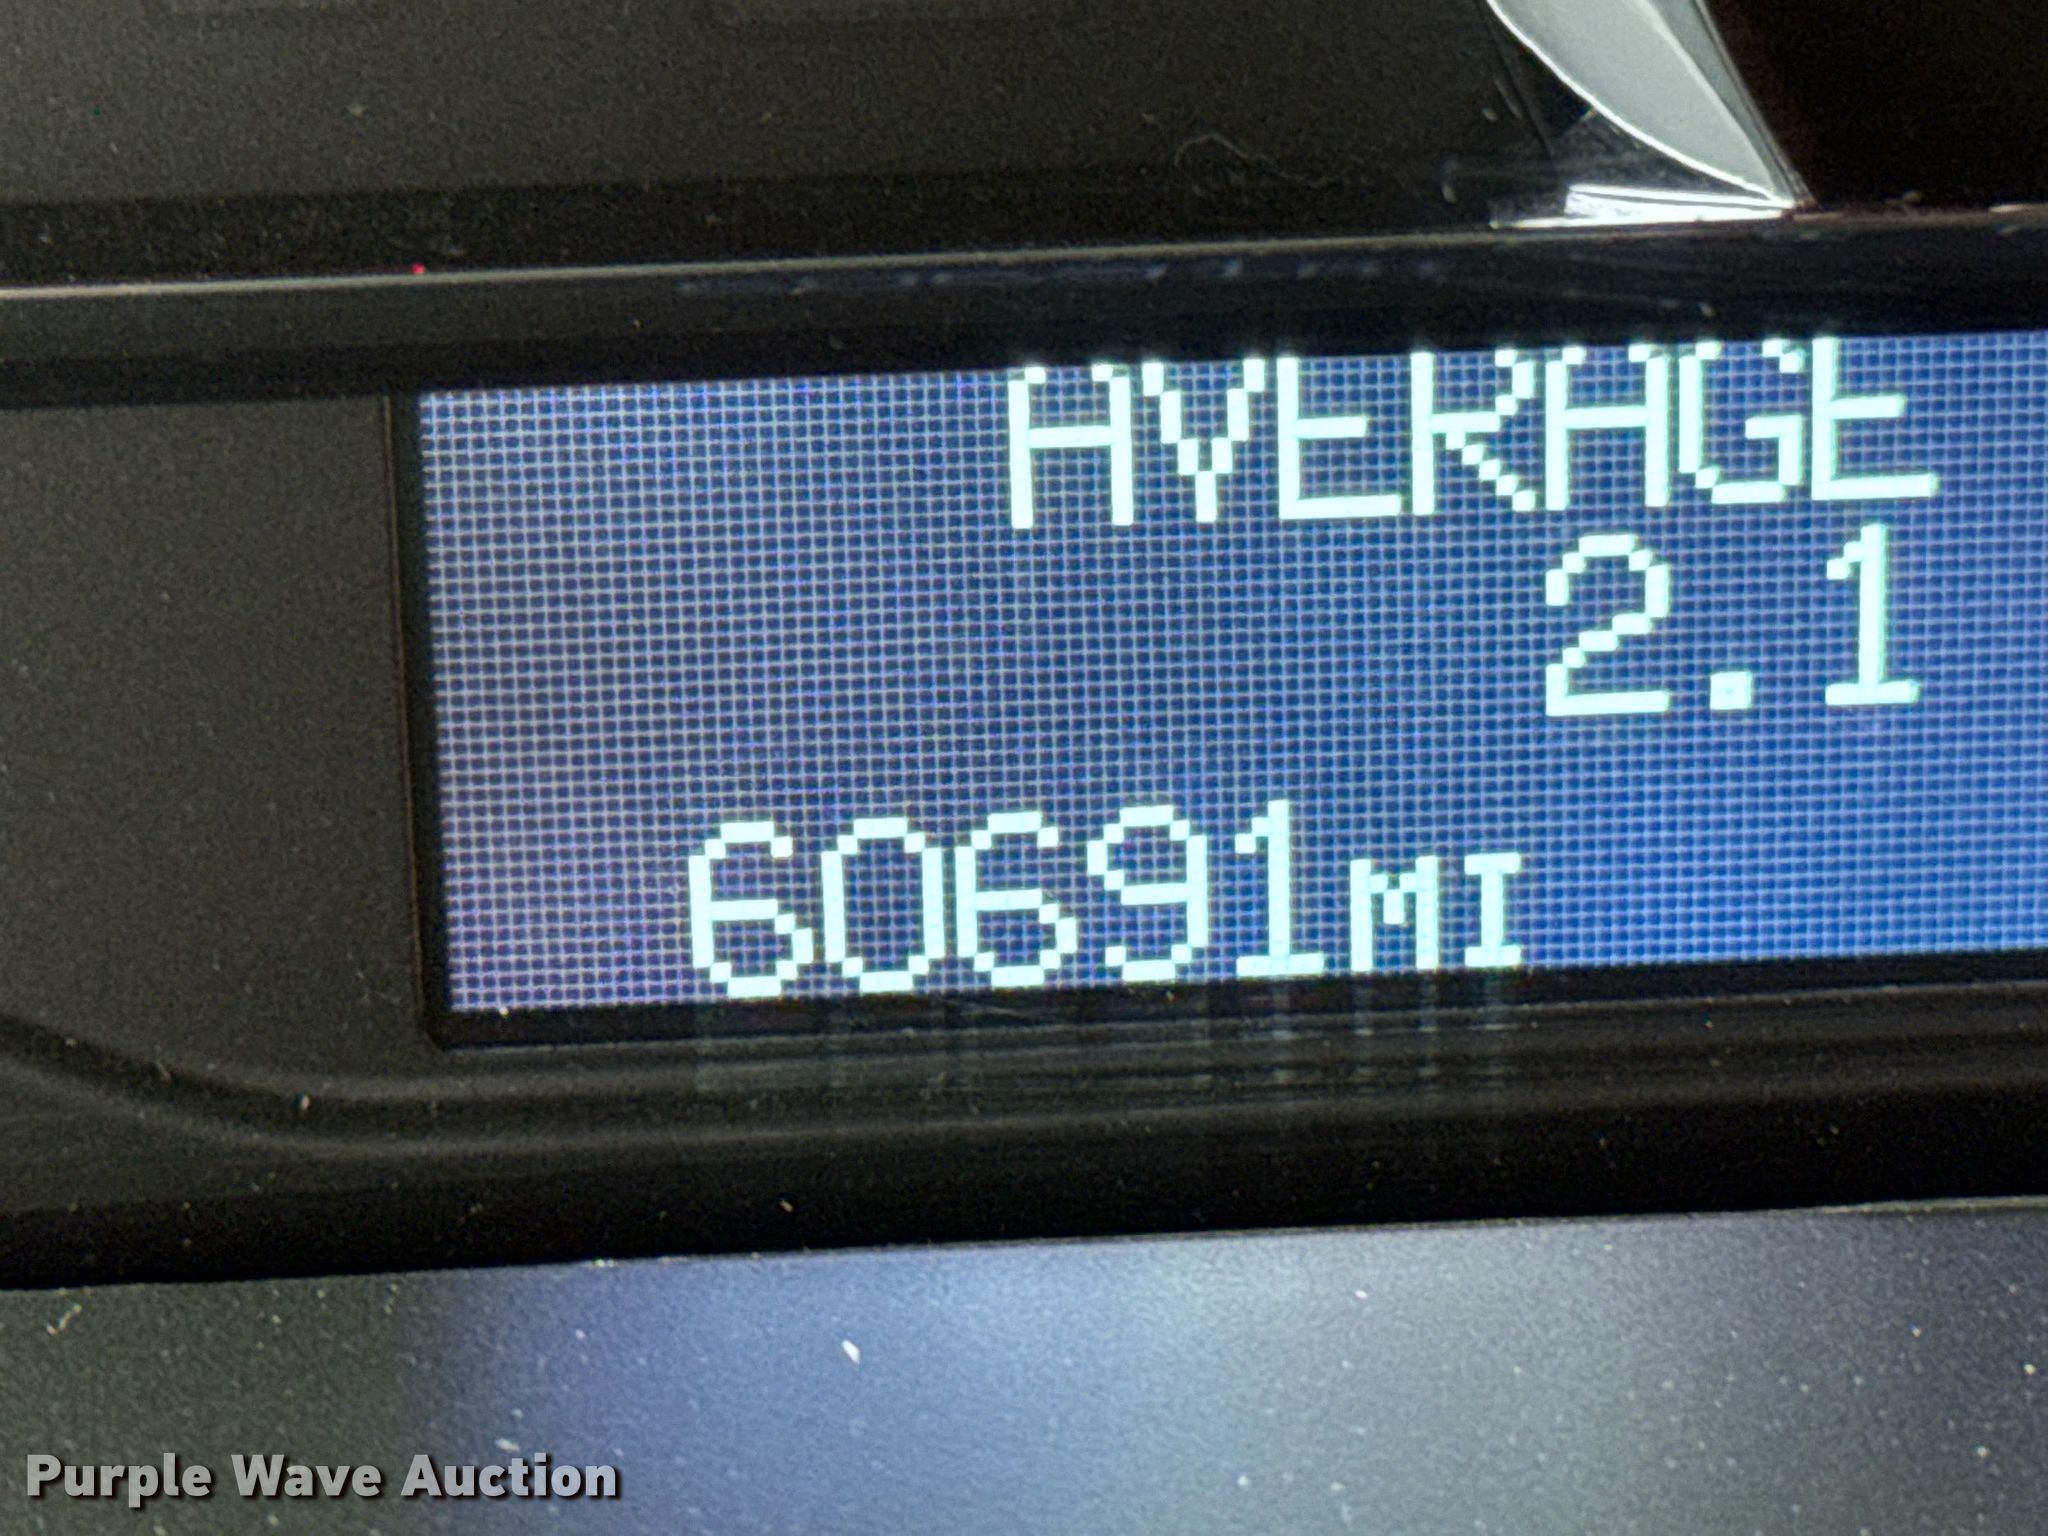 AVERAGE
2.1
60691MI
Purple Wave Auction